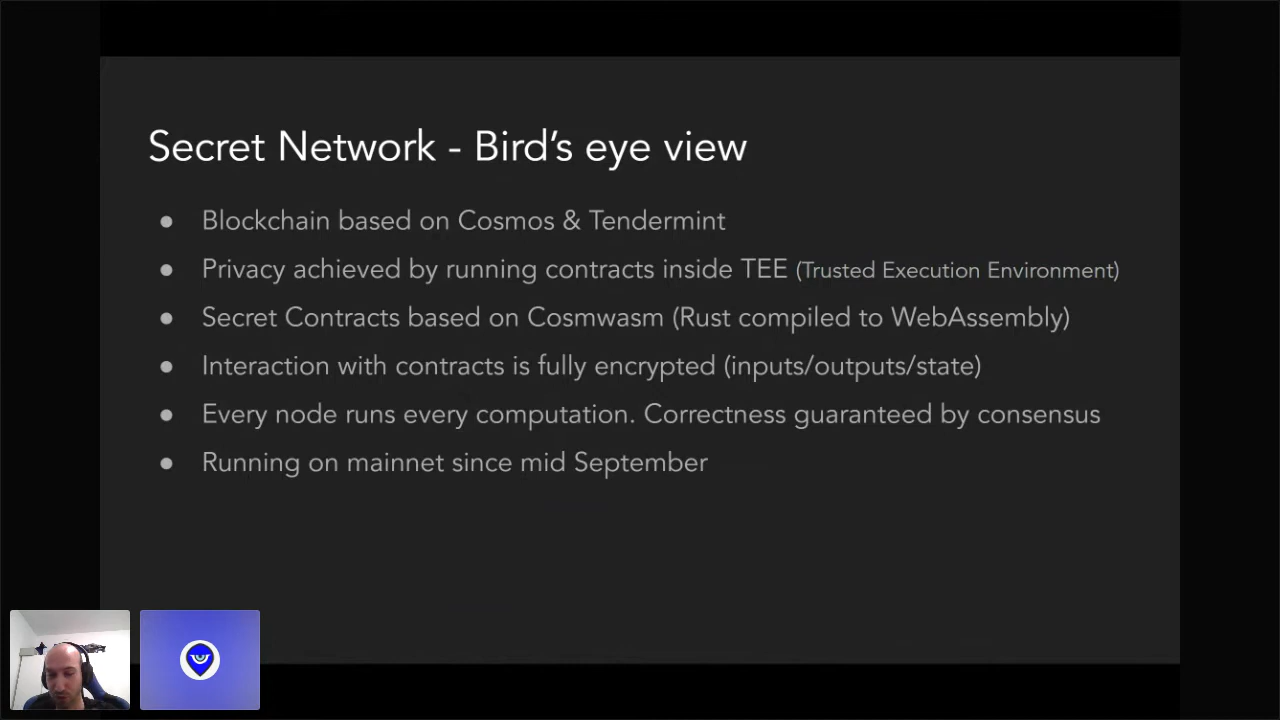 Secret Network - Bird's eye view
● Blockchain based on Cosmos & Tendermint
● Privacy achieved by running contracts inside TEE (Trusted Execution Environment)
● Secret Contracts based on Cosmwasm (Rust compiled to WebAssembly)
● Interaction with contracts is fully encrypted (inputs/outputs/state)
● Every node runs every computation. Correctness guaranteed by consensus
● Running on mainnet since mid September